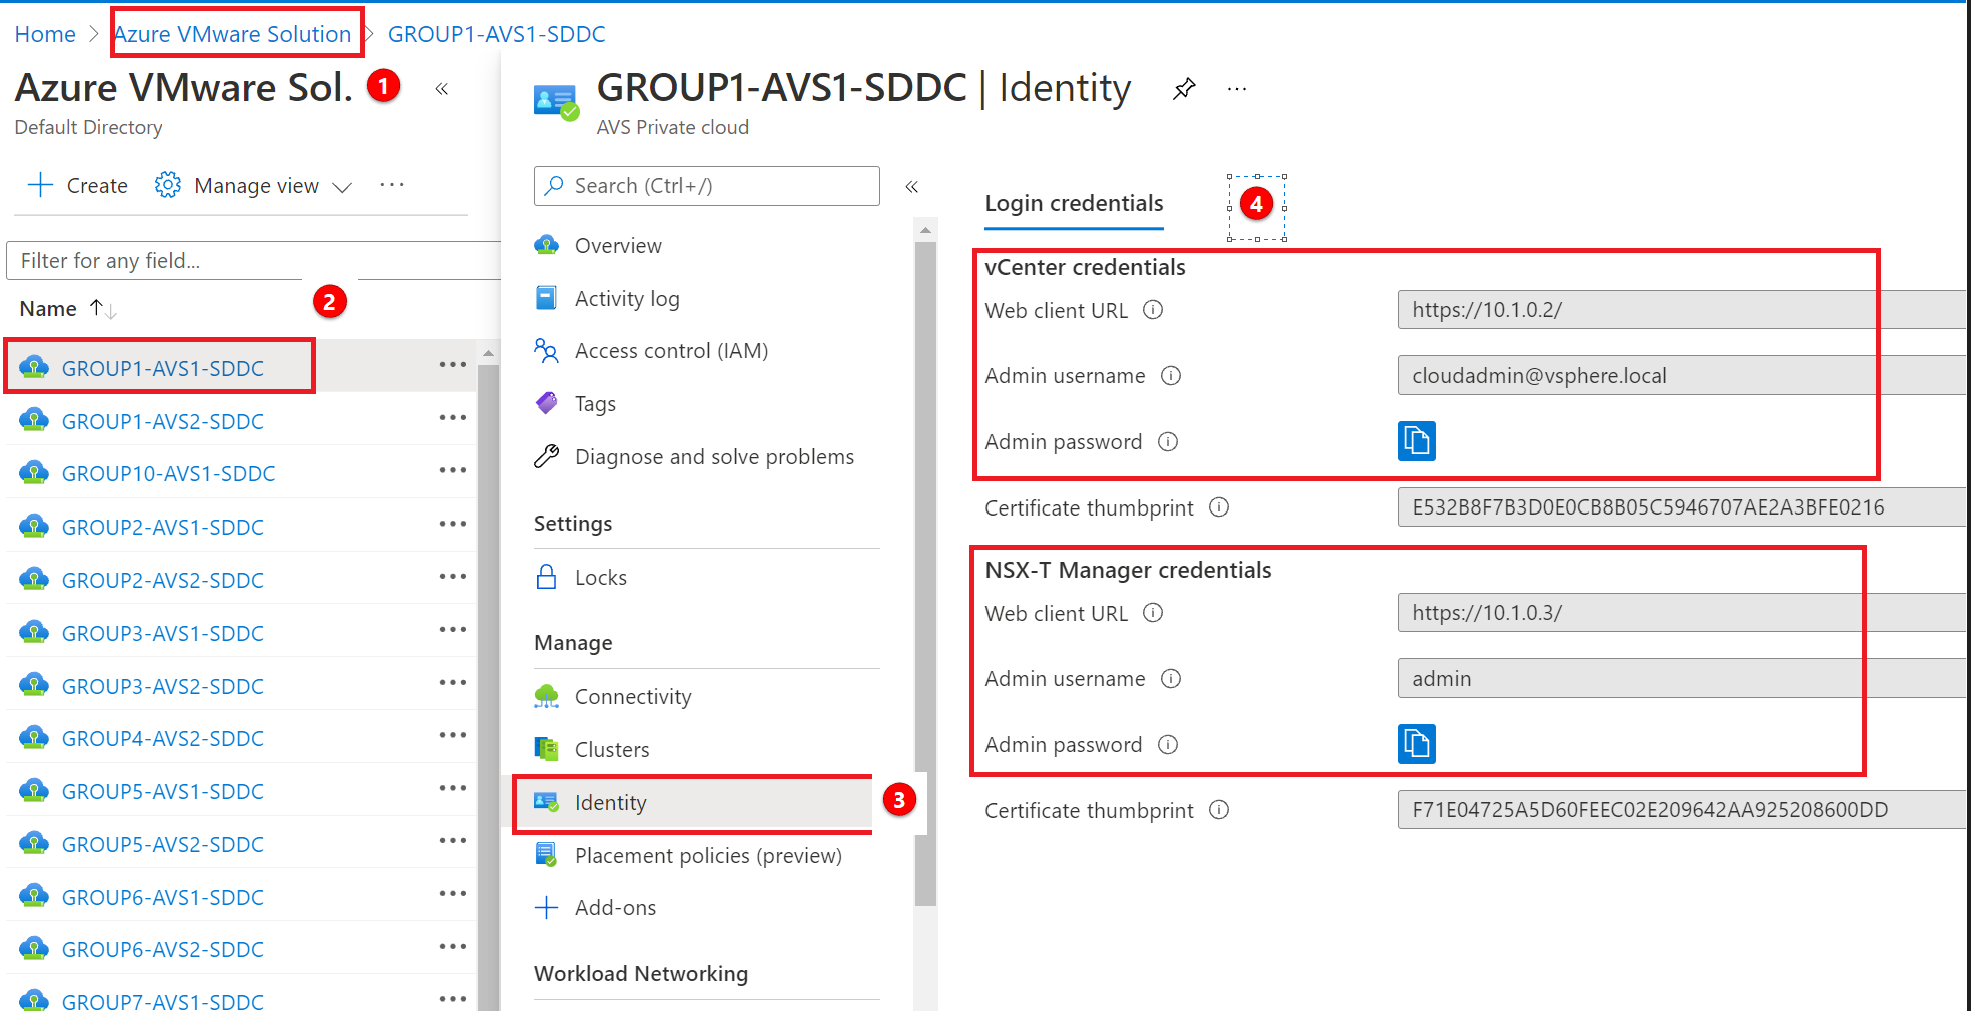 Home > Azure VMware Solution > GROUP1-AVS1-SDDC
Azure VMware Sol. 1 «
Default Directory
Create Manage view ...
Filter for any field...
2
Name ↑↓
GROUP1-AVS1-SDDC ...
GROUP1-AVS2-SDDC ...
GROUP10-AVS1-SDDC ...
GROUP2-AVS1-SDDC ...
GROUP2-AVS2-SDDC ...
GROUP3-AVS1-SDDC ...
GROUP3-AVS2-SDDC ...
GROUP4-AVS2-SDDC ...
GROUP5-AVS1-SDDC ...
GROUP5-AVS2-SDDC ...
GROUP6-AVS1-SDDC ...
GROUP6-AVS2-SDDC ...
GROUP7-AVS1-SDDC ...
GROUP1-AVS1-SDDC | Identity ...
AVS Private cloud
Search (Ctrl+/) «
Overview
Activity log
Access control (IAM)
Tags
Diagnose and solve problems
Settings
Locks
Manage
Connectivity
Clusters
Identity 3
Placement policies (preview)
Add-ons
Workload Networking
Login credentials 4
vCenter credentials
Web client URL https://10.1.0.2/
Admin username cloudadmin@vsphere.local
Admin password
Certificate thumbprint E532B8F7B3D0E0CB8B05C5946707AE2A3BFE0216
NSX-T Manager credentials
Web client URL https://10.1.0.3/
Admin username admin
Admin password
Certificate thumbprint F71E04725A5D60FEEC02E209642AA925208600DD